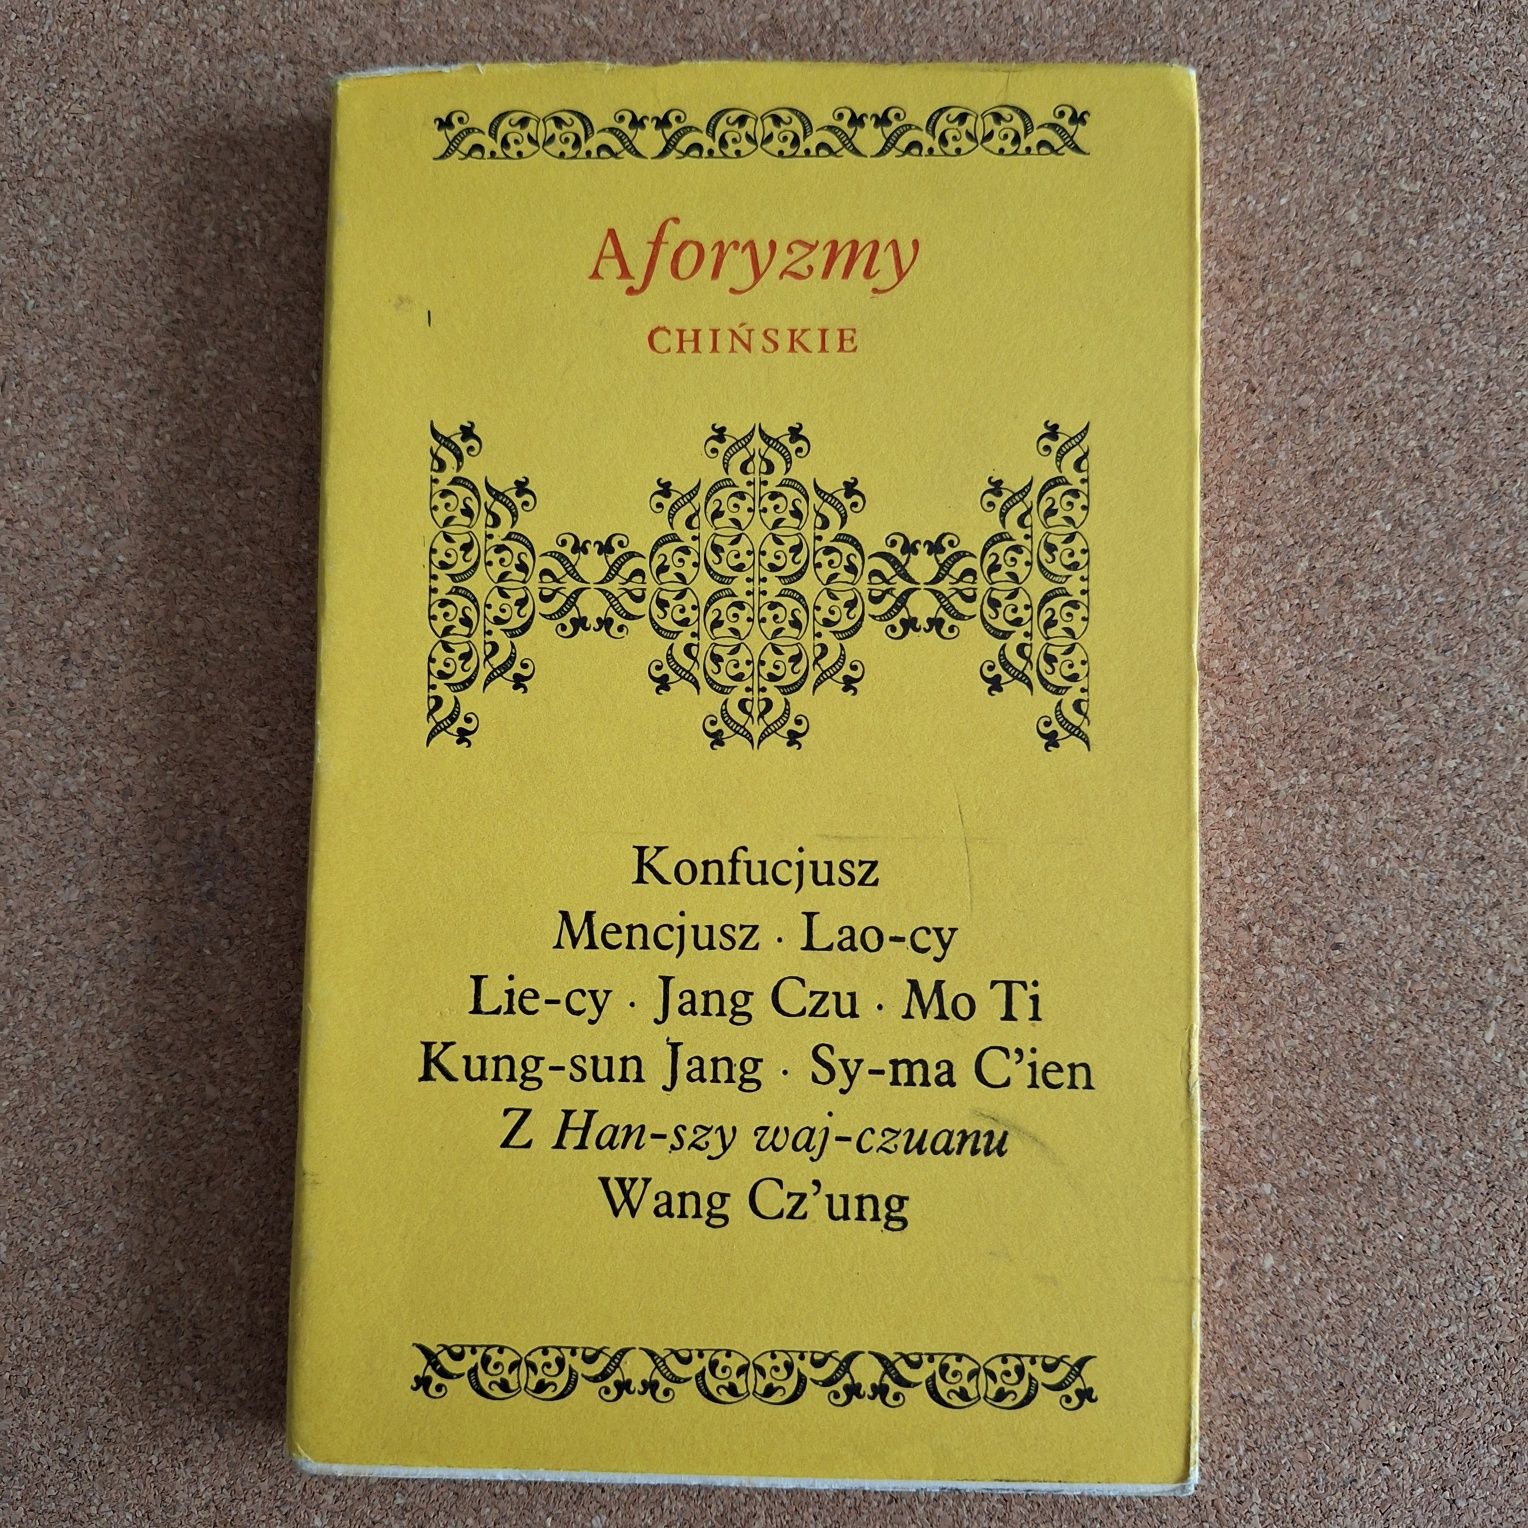 Aforyzmy
CHIŃSKIE
Konfucjusz
Mencjusz · Lao-cy
Lie-cy · Jang Czu · Mo Ti
Kung-sun Jang · Sy-ma C’ien
Z Han-szy waj-czuanu
Wang Cz’ung